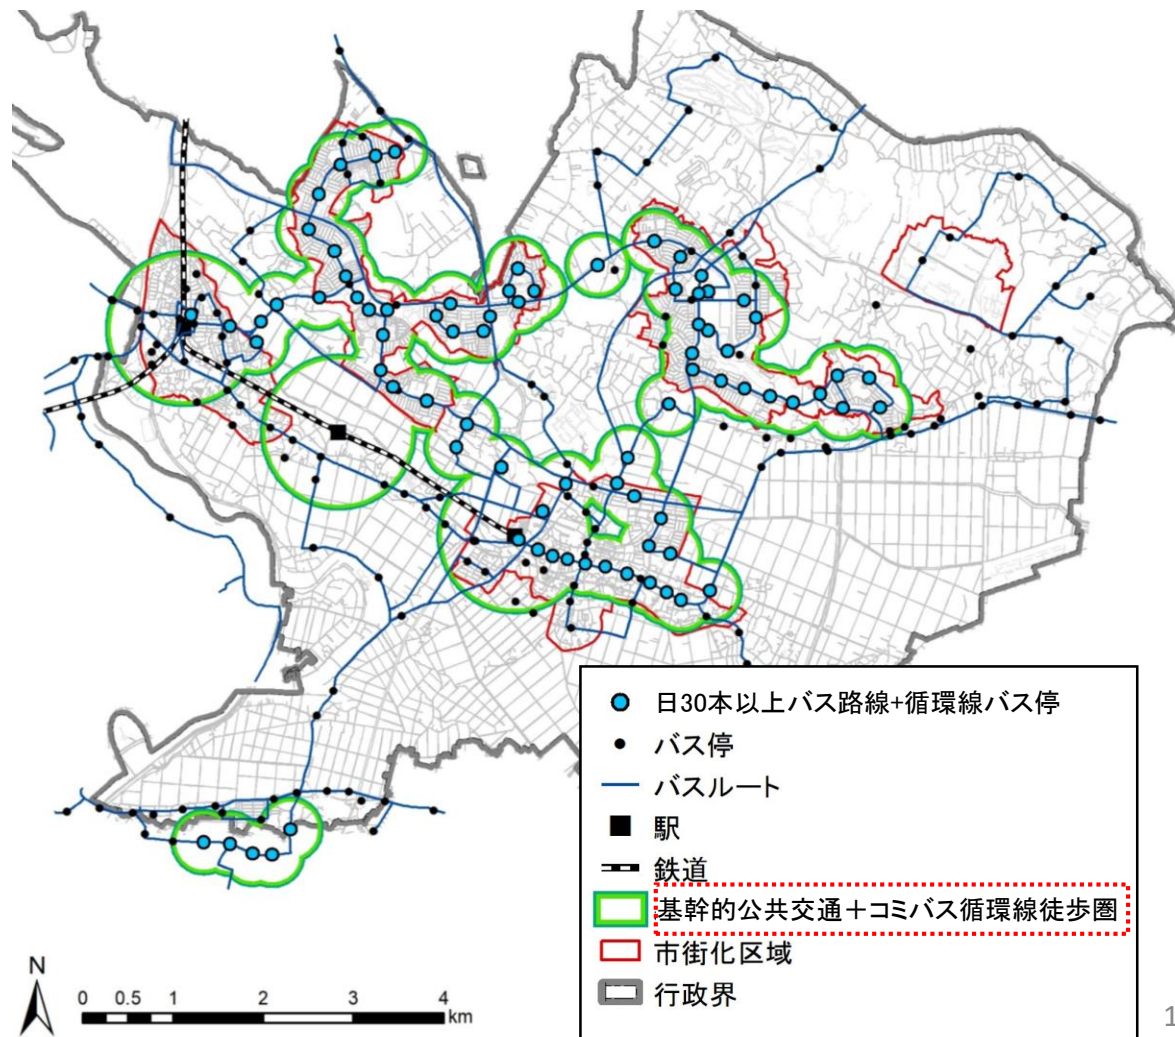 日30本以上バス路線+循環線バス停
バス停
バスルート
駅
鉄道
基幹的公共交通＋コミバス循環線徒歩圏
市街化区域
行政界
N
0 0.5 1 2 3 4
km
1